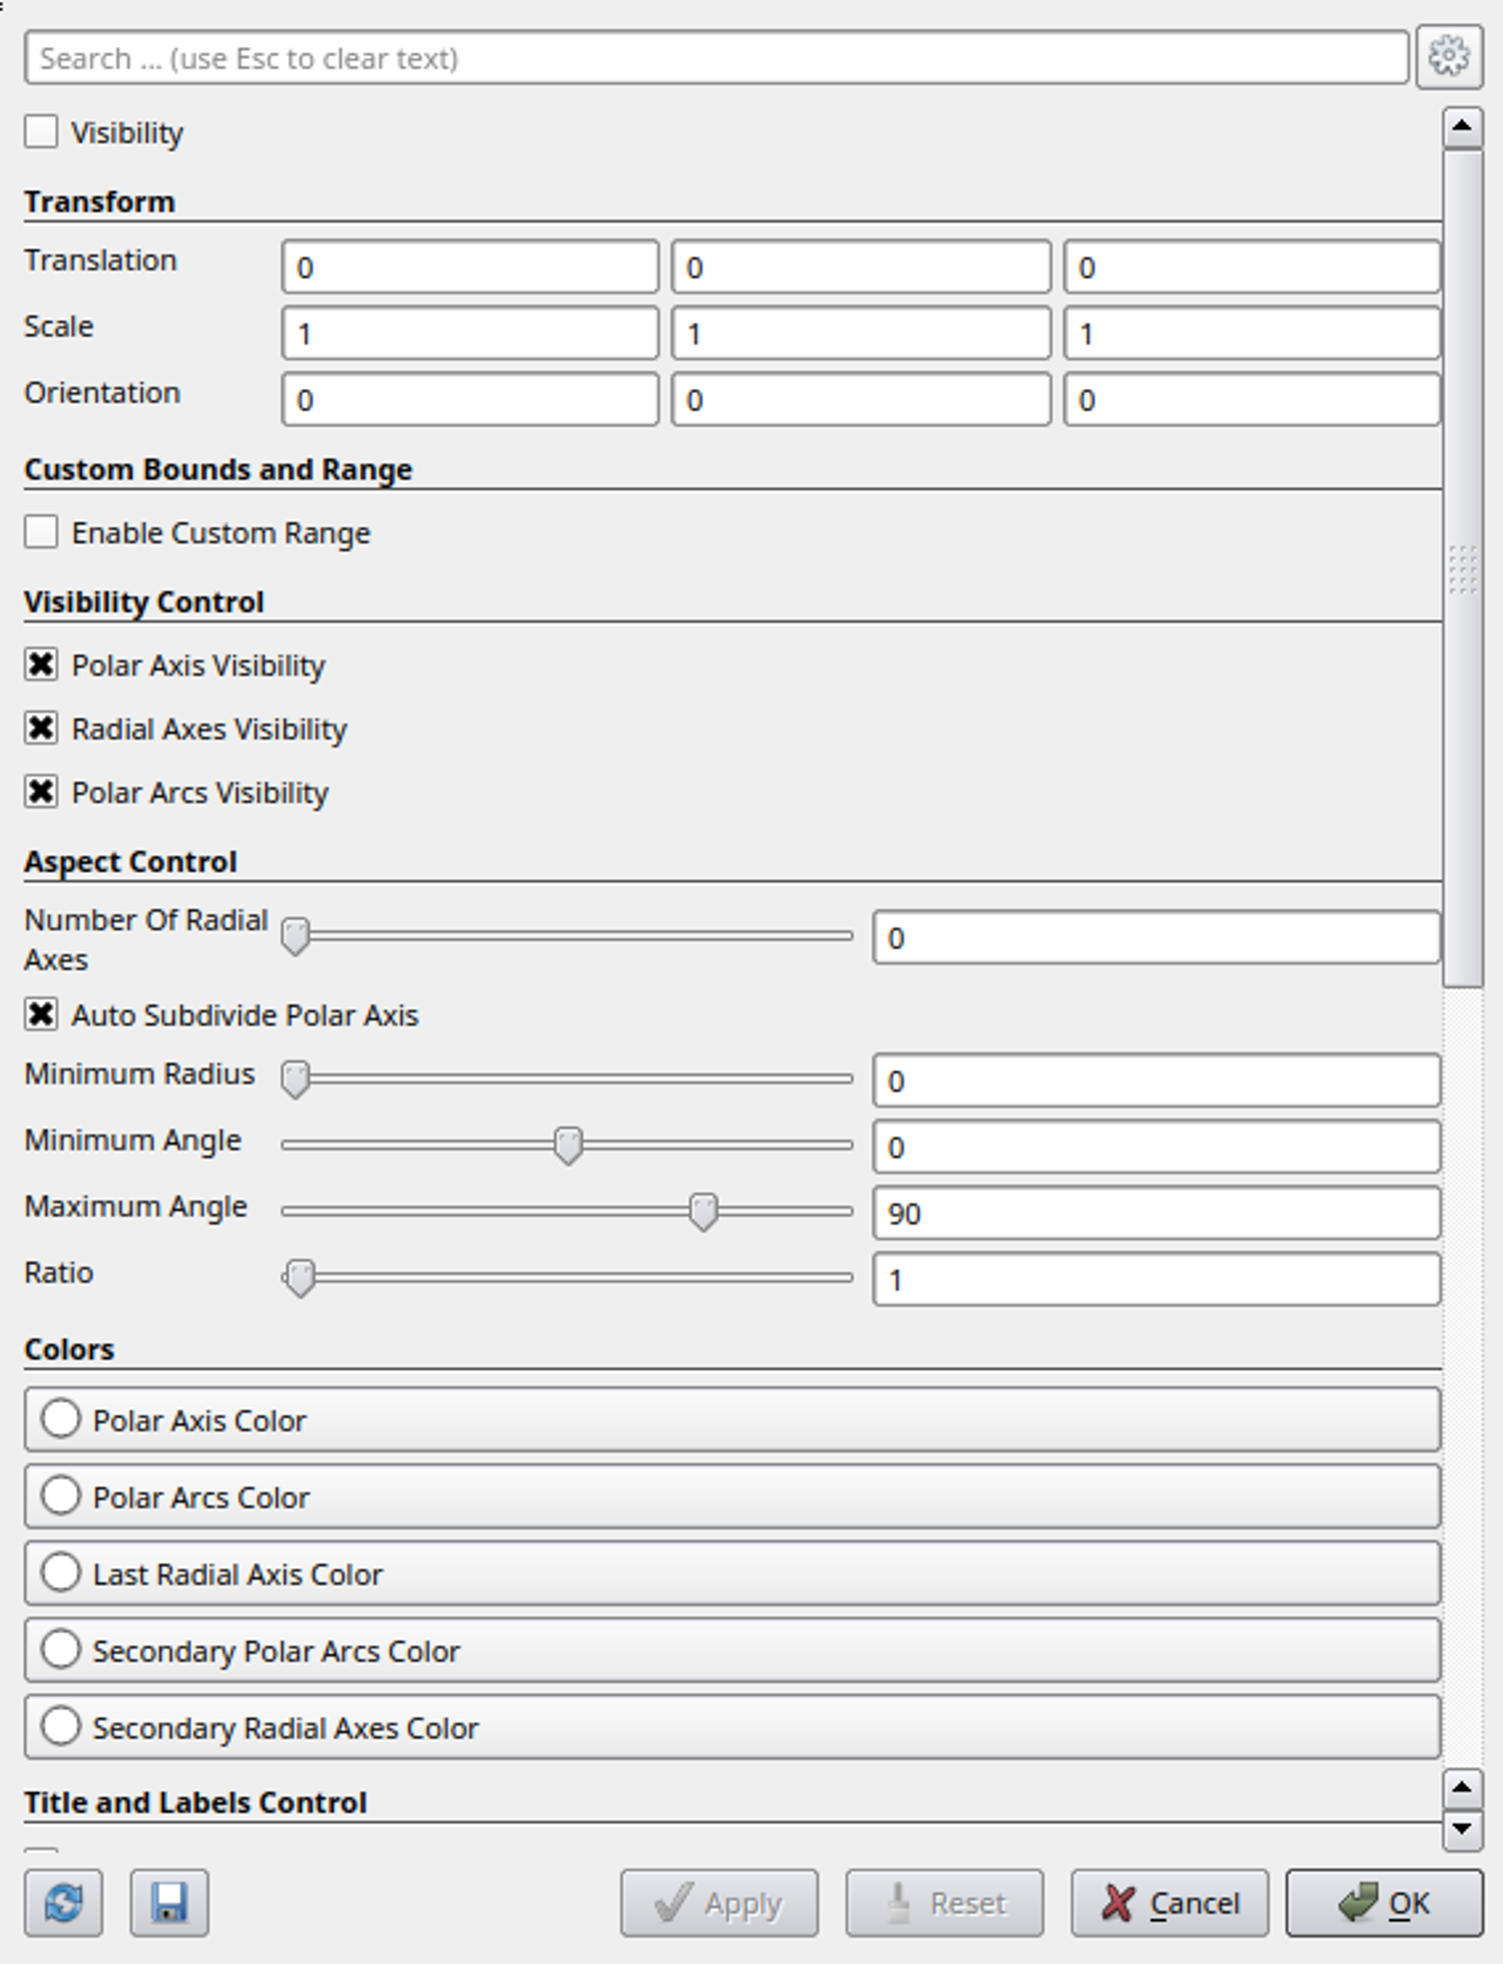 Search ... (use Esc to clear text)
Visibility
Transform
Translation 0 0 0
Scale 1 1 1
Orientation 0 0 0
Custom Bounds and Range
Enable Custom Range
Visibility Control
Polar Axis Visibility
Radial Axes Visibility
Polar Arcs Visibility
Aspect Control
Number Of Radial
Axes 0
Auto Subdivide Polar Axis
Minimum Radius 0
Minimum Angle 0
Maximum Angle 90
Ratio 1
Colors
Polar Axis Color
Polar Arcs Color
Last Radial Axis Color
Secondary Polar Arcs Color
Secondary Radial Axes Color
Title and Labels Control
Apply Reset Cancel OK